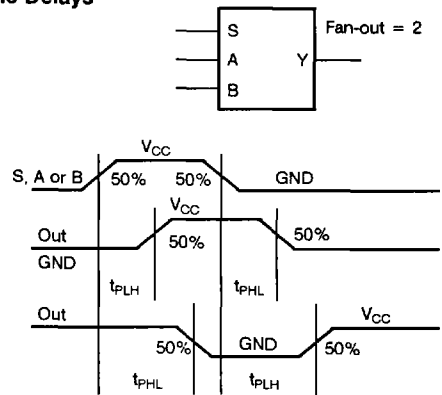 Delays
S
A
B
Y
Fan-out = 2
S, A or B
50%
VCC
50%
GND
Out
GND
VCC
50%
50%
tPLH
tPHL
Out
50%
GND
50%
VCC
tPHL
tPLH